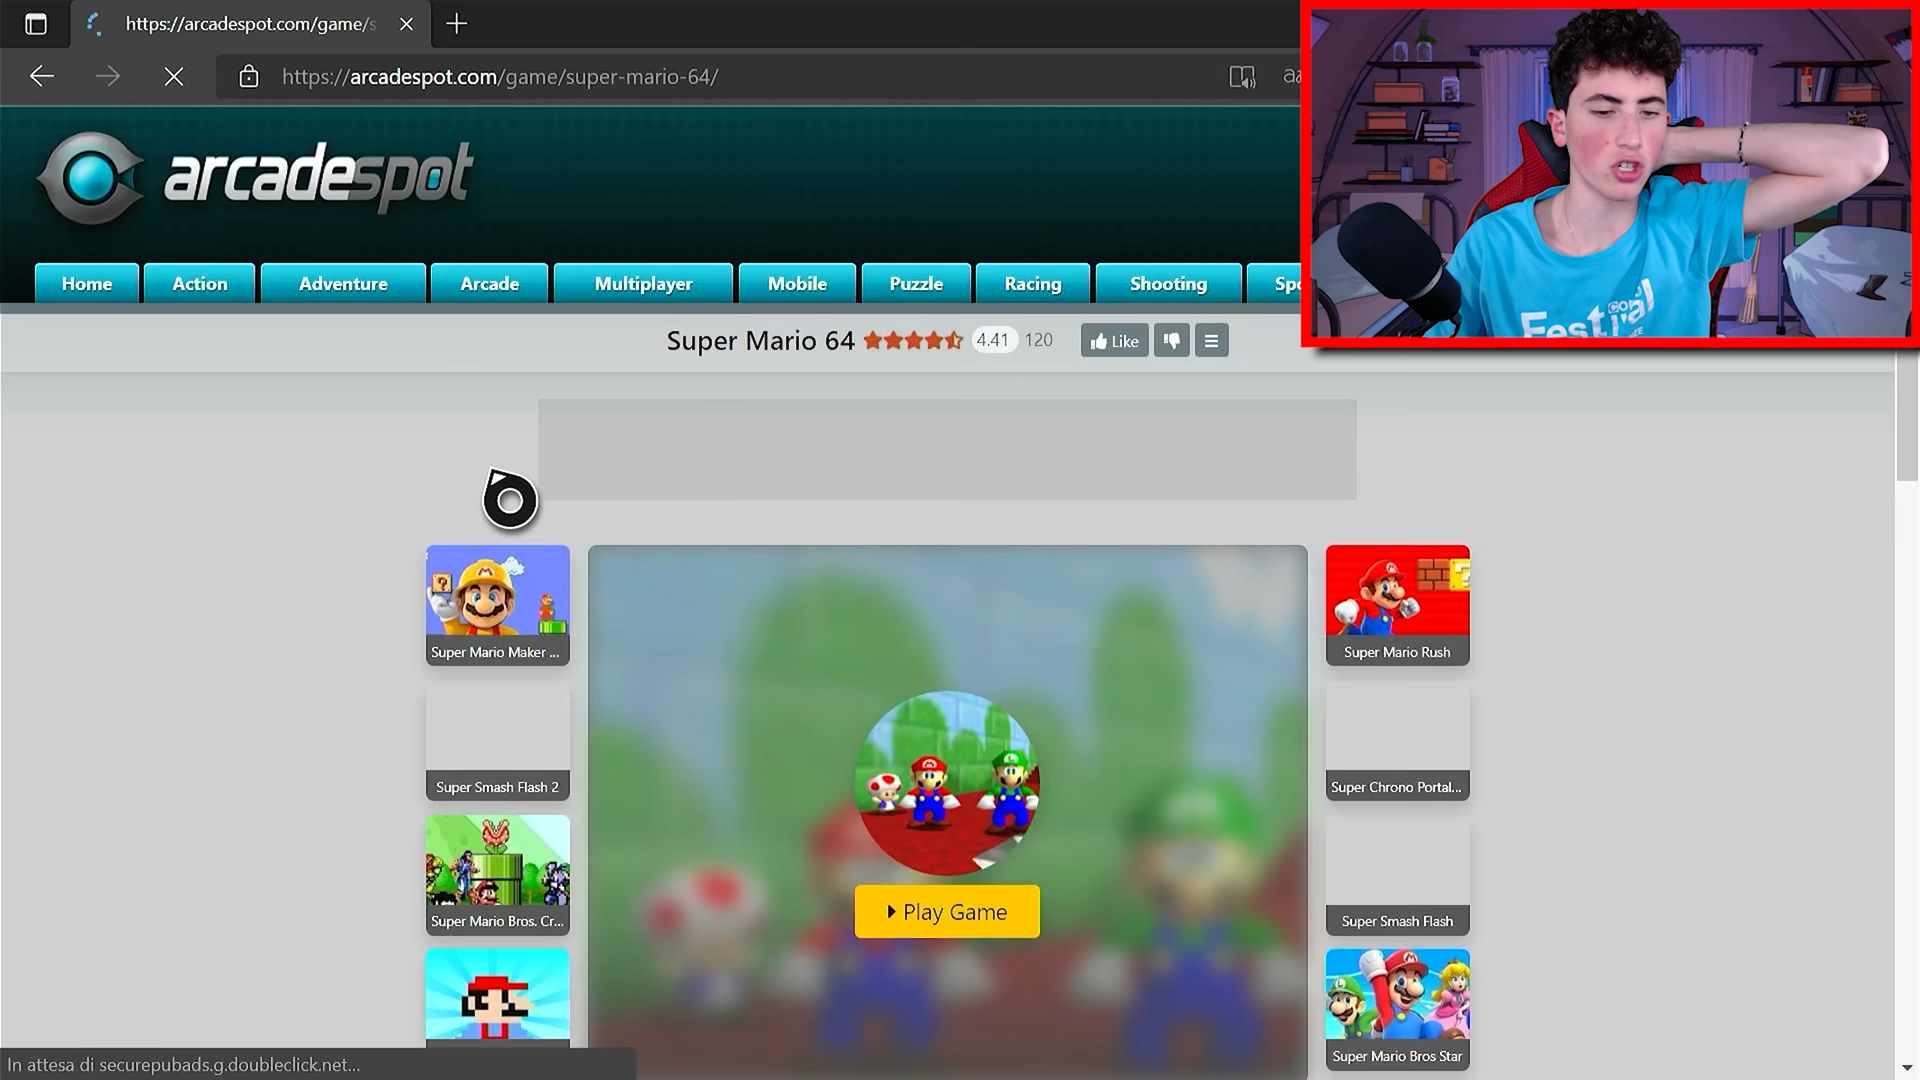 https://arcadespot.com/game/s
https://arcadespot.com/game/super-mario-64/
arcadespot
Home
Action
Adventure
Arcade
Multiplayer
Mobile
Puzzle
Racing
Shooting
Super Mario 64
4.41
120
Like
Festival
Super Mario Maker ...
Super Mario Rush
Super Smash Flash 2
Super Chrono Portal...
Play Game
Super Mario Bros. Cr...
Super Smash Flash
Super Mario Bros Star
In attesa di securepubads.g.doubleclick.net...